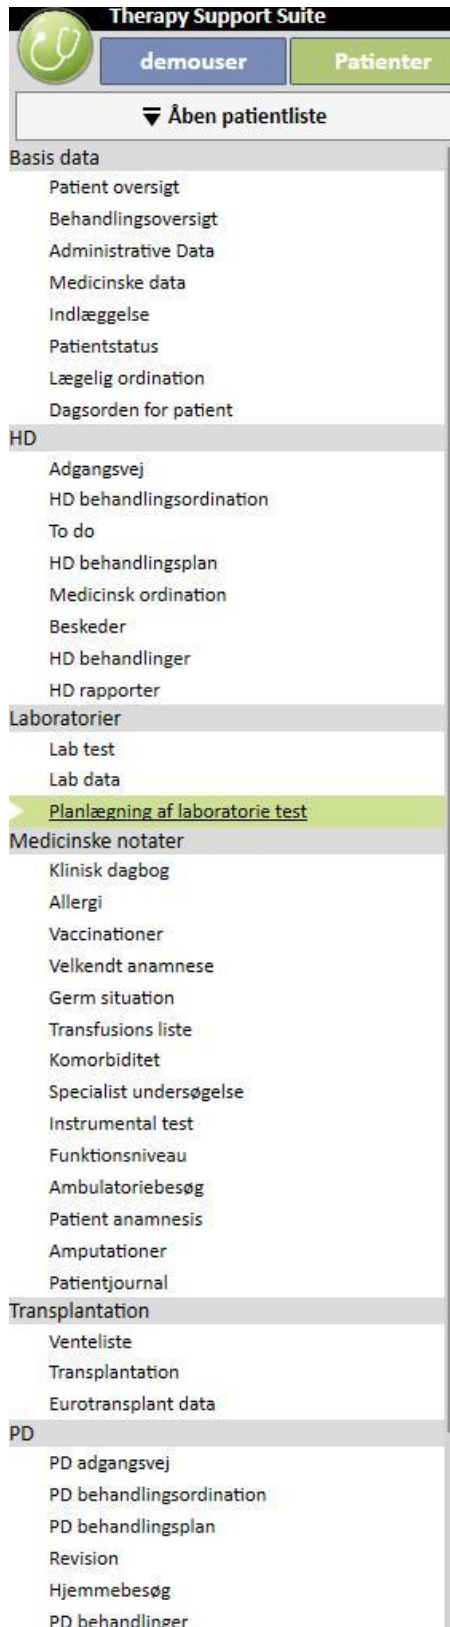 Therapy Support Suite
demouser
Patienter
Åben patientliste
Basis data
Patient oversigt
Behandlingsoversigt
Administrative Data
Medicinske data
Indlæggelse
Patientstatus
Lægelig ordination
Dagsorden for patient
HD
Adgangsvej
HD behandlingsordination
To do
HD behandlingsplan
Medicinsk ordination
Beskeder
HD behandlinger
HD rapporter
Laboratorier
Lab test
Lab data
Planlægning af laboratorie test
Medicinske notater
Klinisk dagbog
Allergi
Vaccinationer
Velkendt anamnese
Germ situation
Transfusions liste
Komorbiditet
Specialist undersøgelse
Instrumental test
Funktionsniveau
Ambulatoriebesøg
Patient anamnesis
Amputationer
Patientjournal
Transplantation
Venteliste
Transplantation
Eurotransplant data
PD
PD adgangsvej
PD behandlingsordination
PD behandlingsplan
Revision
Hjemmebesøg
PD behandlinger